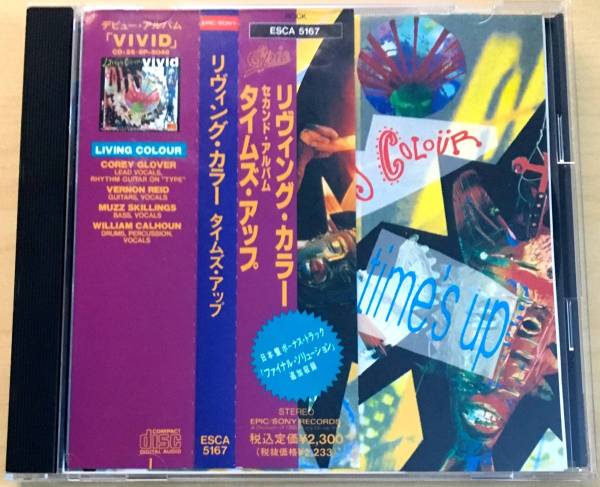 デビュー・アルバム
「VIVID」
CD:25・8P-5046
Living Colour
vivid
LIVING COLOUR
COREY GLOVER
LEAD VOCALS,
RHYTHM GUITAR ON "TYPE"
VERNON REID
GUITARS, VOCALS
MUZZ SKILLINGS
BASS, VOCALS
WILLIAM CALHOUN
DRUMS, PERCUSSION,
VOCALS
COMPACT
disc
DIGITAL AUDIO
EPIC/SONY
リヴィング・カラー タイムズ・アップ
ESCA
5167
ROCK
ESCA 5167
Epic
リヴィング・カラー
セカンド・アルバム
タイムズ・アップ
日本盤ボーナス・トラック
「ファイナル・ソリューション」
追加収録
STEREO
EPIC/SONY RECORDS
税込定価¥2,300
(税抜価格¥2,233)
COLOUR
time's up